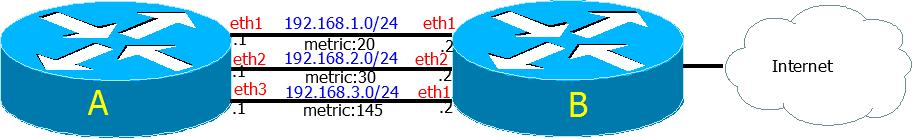 eth1 192.168.1.0/24 eth1
.1 metric:20 .2
eth2 192.168.2.0/24 eth2
.1 metric:30 .2
eth3 192.168.3.0/24 eth1
.1 metric:145 .2
A
B
Internet